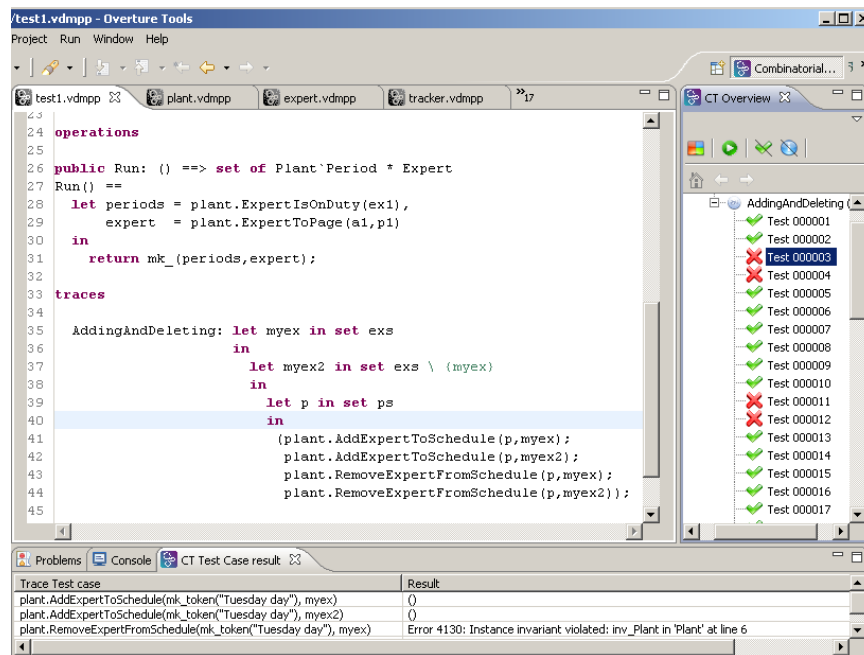 /test1.vdmpp - Overture Tools
Project Run Window Help
Combinatorial...
test1.vdmpp
plant.vdmpp
expert.vdmpp
tracker.vdmpp
»17
CT Overview
23
24 operations
25
26 public Run: () ==> set of Plant`Period * Expert
27 Run() ==
28 let periods = plant.ExpertIsOnDuty(ex1),
29 expert = plant.ExpertToPage(a1,p1)
30 in
31 return mk_(periods,expert);
32
33 traces
34
35 AddingAndDeleting: let myex in set exs
36 in
37 let myex2 in set exs \ {myex}
38 in
39 let p in set ps
40 in
41 (plant.AddExpertToSchedule(p,myex);
42 plant.AddExpertToSchedule(p,myex2);
43 plant.RemoveExpertFromSchedule(p,myex);
44 plant.RemoveExpertFromSchedule(p,myex2));
45
AddingAndDeleting (
Test 000001
Test 000002
Test 000003
Test 000004
Test 000005
Test 000006
Test 000007
Test 000008
Test 000009
Test 000010
Test 000011
Test 000012
Test 000013
Test 000014
Test 000015
Test 000016
Test 000017
Problems
Console
CT Test Case result
Trace Test case Result
plant.AddExpertToSchedule(mk_token("Tuesday day"), myex) ()
plant.AddExpertToSchedule(mk_token("Tuesday day"), myex2) ()
plant.RemoveExpertFromSchedule(mk_token("Tuesday day"), myex) Error 4130: Instance invariant violated: inv_Plant in 'Plant' at line 6